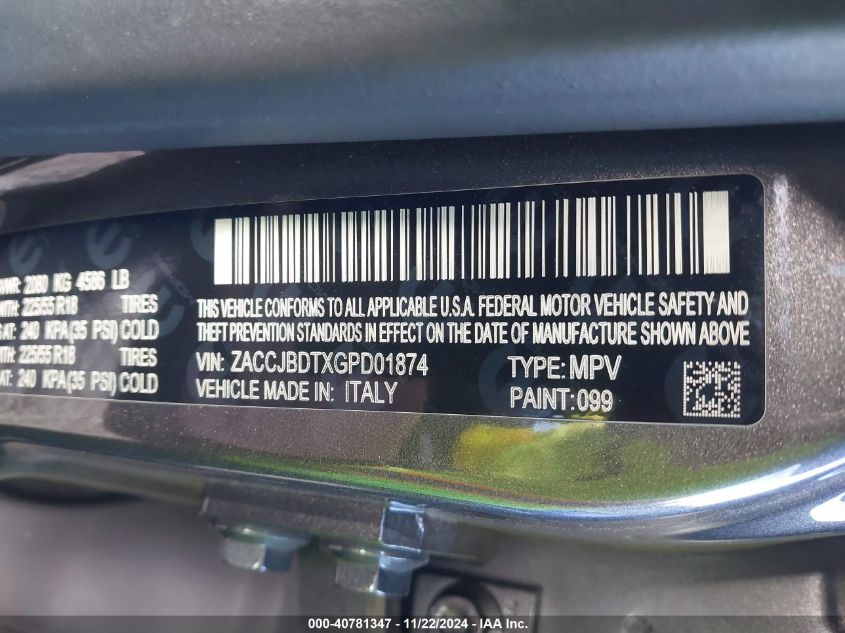 2080 KG 4586 LB
225/55 R18 TIRES
AT: 240 KPA(35 PSI) COLD
225/55 R18 TIRES
AT: 240 KPA(35 PSI) COLD
THIS VEHICLE CONFORMS TO ALL APPLICABLE U.S.A. FEDERAL MOTOR VEHICLE SAFETY AND
THEFT PREVENTION STANDARDS IN EFFECT ON THE DATE OF MANUFACTURE SHOWN ABOVE
VIN: ZACCJBDTXGPD01874 TYPE: MPV
VEHICLE MADE IN: ITALY PAINT: 099
000-40781347 - 11/22/2024 - IAA Inc.